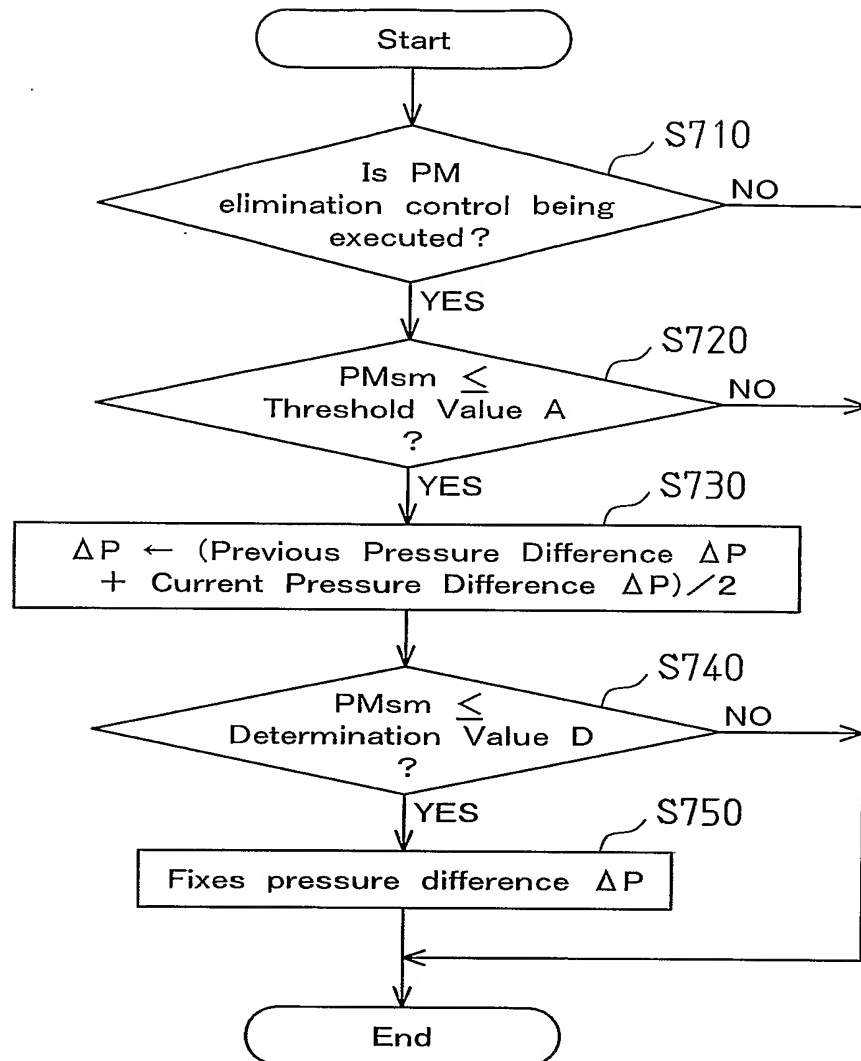 Start
S710
Is PM
elimination control being
executed?
NO
YES
S720
PMsm ≤
Threshold Value A
?
NO
YES
S730
ΔP ← (Previous Pressure Difference ΔP
+ Current Pressure Difference ΔP)/2
S740
PMsm ≤
Determination Value D
?
NO
YES
S750
Fixes pressure difference ΔP
End